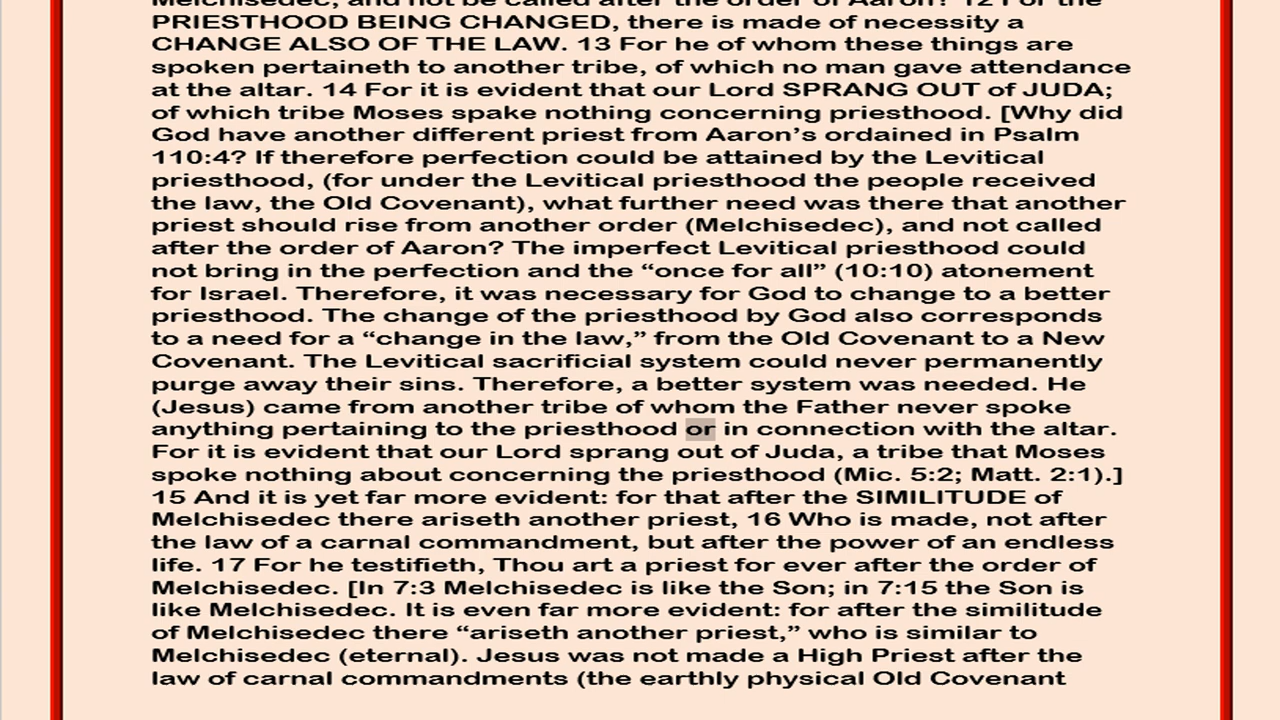 Melchisedec, and not be called after the order of Aaron? 12 For the
PRIESTHOOD BEING CHANGED, there is made of necessity a
CHANGE ALSO OF THE LAW. 13 For he of whom these things are
spoken pertaineth to another tribe, of which no man gave attendance
at the altar. 14 For it is evident that our Lord SPRANG OUT of JUDA;
of which tribe Moses spake nothing concerning priesthood. [Why did
God have another different priest from Aaron’s ordained in Psalm
110:4? If therefore perfection could be attained by the Levitical
priesthood, (for under the Levitical priesthood the people received
the law, the Old Covenant), what further need was there that another
priest should rise from another order (Melchisedec), and not called
after the order of Aaron? The imperfect Levitical priesthood could
not bring in the perfection and the “once for all” (10:10) atonement
for Israel. Therefore, it was necessary for God to change to a better
priesthood. The change of the priesthood by God also corresponds
to a need for a “change in the law,” from the Old Covenant to a New
Covenant. The Levitical sacrificial system could never permanently
purge away their sins. Therefore, a better system was needed. He
(Jesus) came from another tribe of whom the Father never spoke
anything pertaining to the priesthood or in connection with the altar.
For it is evident that our Lord sprang out of Juda, a tribe that Moses
spoke nothing about concerning the priesthood (Mic. 5:2; Matt. 2:1).]
15 And it is yet far more evident: for that after the SIMILITUDE of
Melchisedec there ariseth another priest, 16 Who is made, not after
the law of a carnal commandment, but after the power of an endless
life. 17 For he testifieth, Thou art a priest for ever after the order of
Melchisedec. [In 7:3 Melchisedec is like the Son; in 7:15 the Son is
like Melchisedec. It is even far more evident: for after the similitude
of Melchisedec there “ariseth another priest,” who is similar to
Melchisedec (eternal). Jesus was not made a High Priest after the
law of carnal commandments (the earthly physical Old Covenant